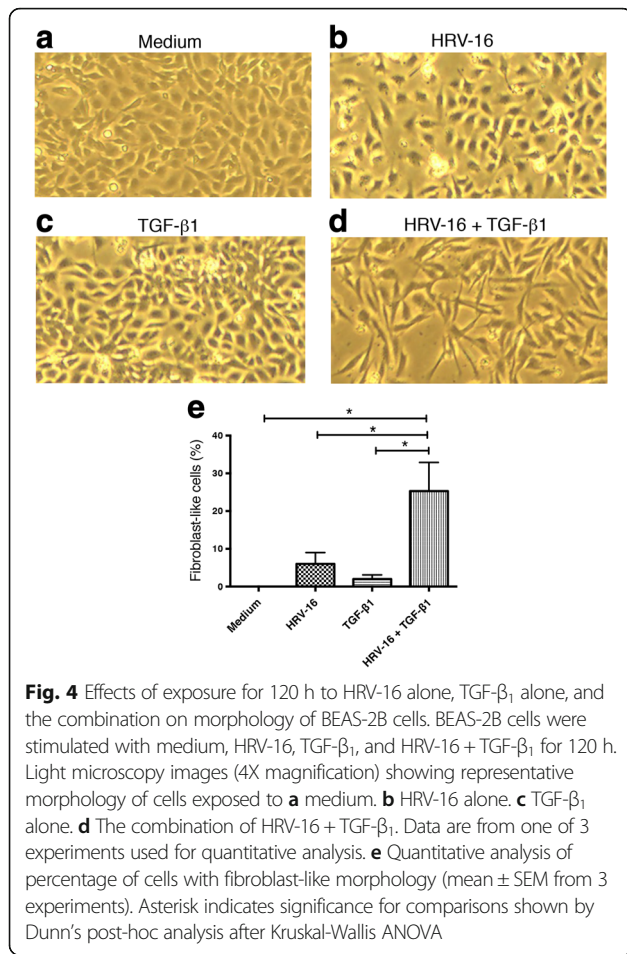 a Medium
b HRV-16
c TGF-β1
d HRV-16 + TGF-β1
e
Fibroblast-like cells (%)
40
30
20
10
0
*
*
*
Medium
HRV-16
TGF-β1
HRV-16 + TGF-β1
Fig. 4 Effects of exposure for 120 h to HRV-16 alone, TGF-β₁ alone, and
the combination on morphology of BEAS-2B cells. BEAS-2B cells were
stimulated with medium, HRV-16, TGF-β₁, and HRV-16 + TGF-β₁ for 120 h.
Light microscopy images (4X magnification) showing representative
morphology of cells exposed to a medium. b HRV-16 alone. c TGF-β₁
alone. d The combination of HRV-16 + TGF-β₁. Data are from one of 3
experiments used for quantitative analysis. e Quantitative analysis of
percentage of cells with fibroblast-like morphology (mean ± SEM from 3
experiments). Asterisk indicates significance for comparisons shown by
Dunn's post-hoc analysis after Kruskal-Wallis ANOVA